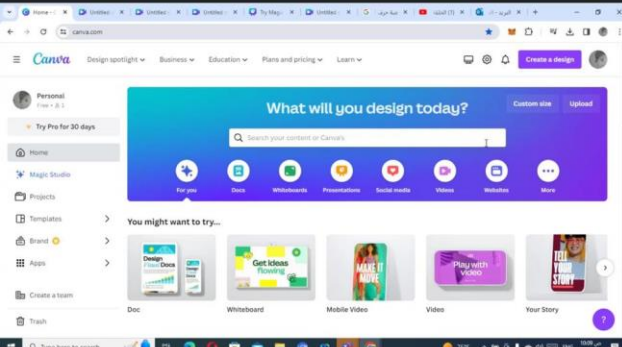 Home -
Untitled
Untitled
Untitled
Try Magic
Untitled
canva.com
Canva
Design spotlight
Business
Education
Plans and pricing
Learn
Create a design
Personal
Free
Try Pro for 30 days
Home
Magic Studio
Projects
Templates
Brand
Apps
Create a team
Trash
What will you design today?
Custom size
Upload
Search your content or Canva's
For you
Docs
Whiteboards
Presentations
Social media
Videos
Websites
More
You might want to try...
Design
Docs
Get ideas
flowing
MAKE IT
MOVE
Play with
video
TELL
YOUR
STORY
Doc
Whiteboard
Mobile Video
Video
Your Story
?
Type here to search